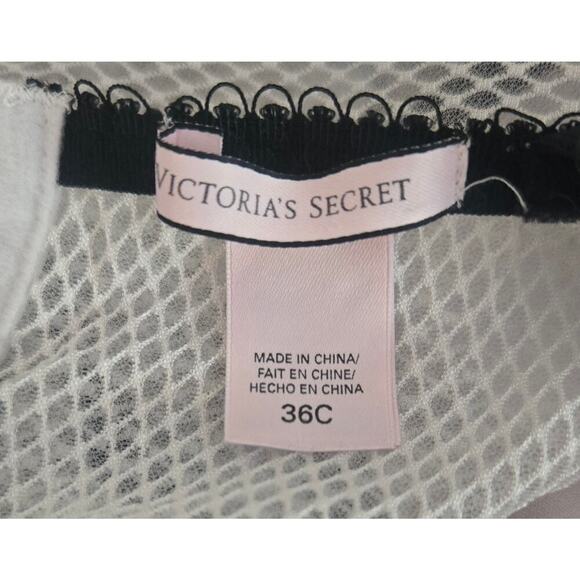 VICTORIA'S SECRET
MADE IN CHINA/
FAIT EN CHINE/
HECHO EN CHINA
36C